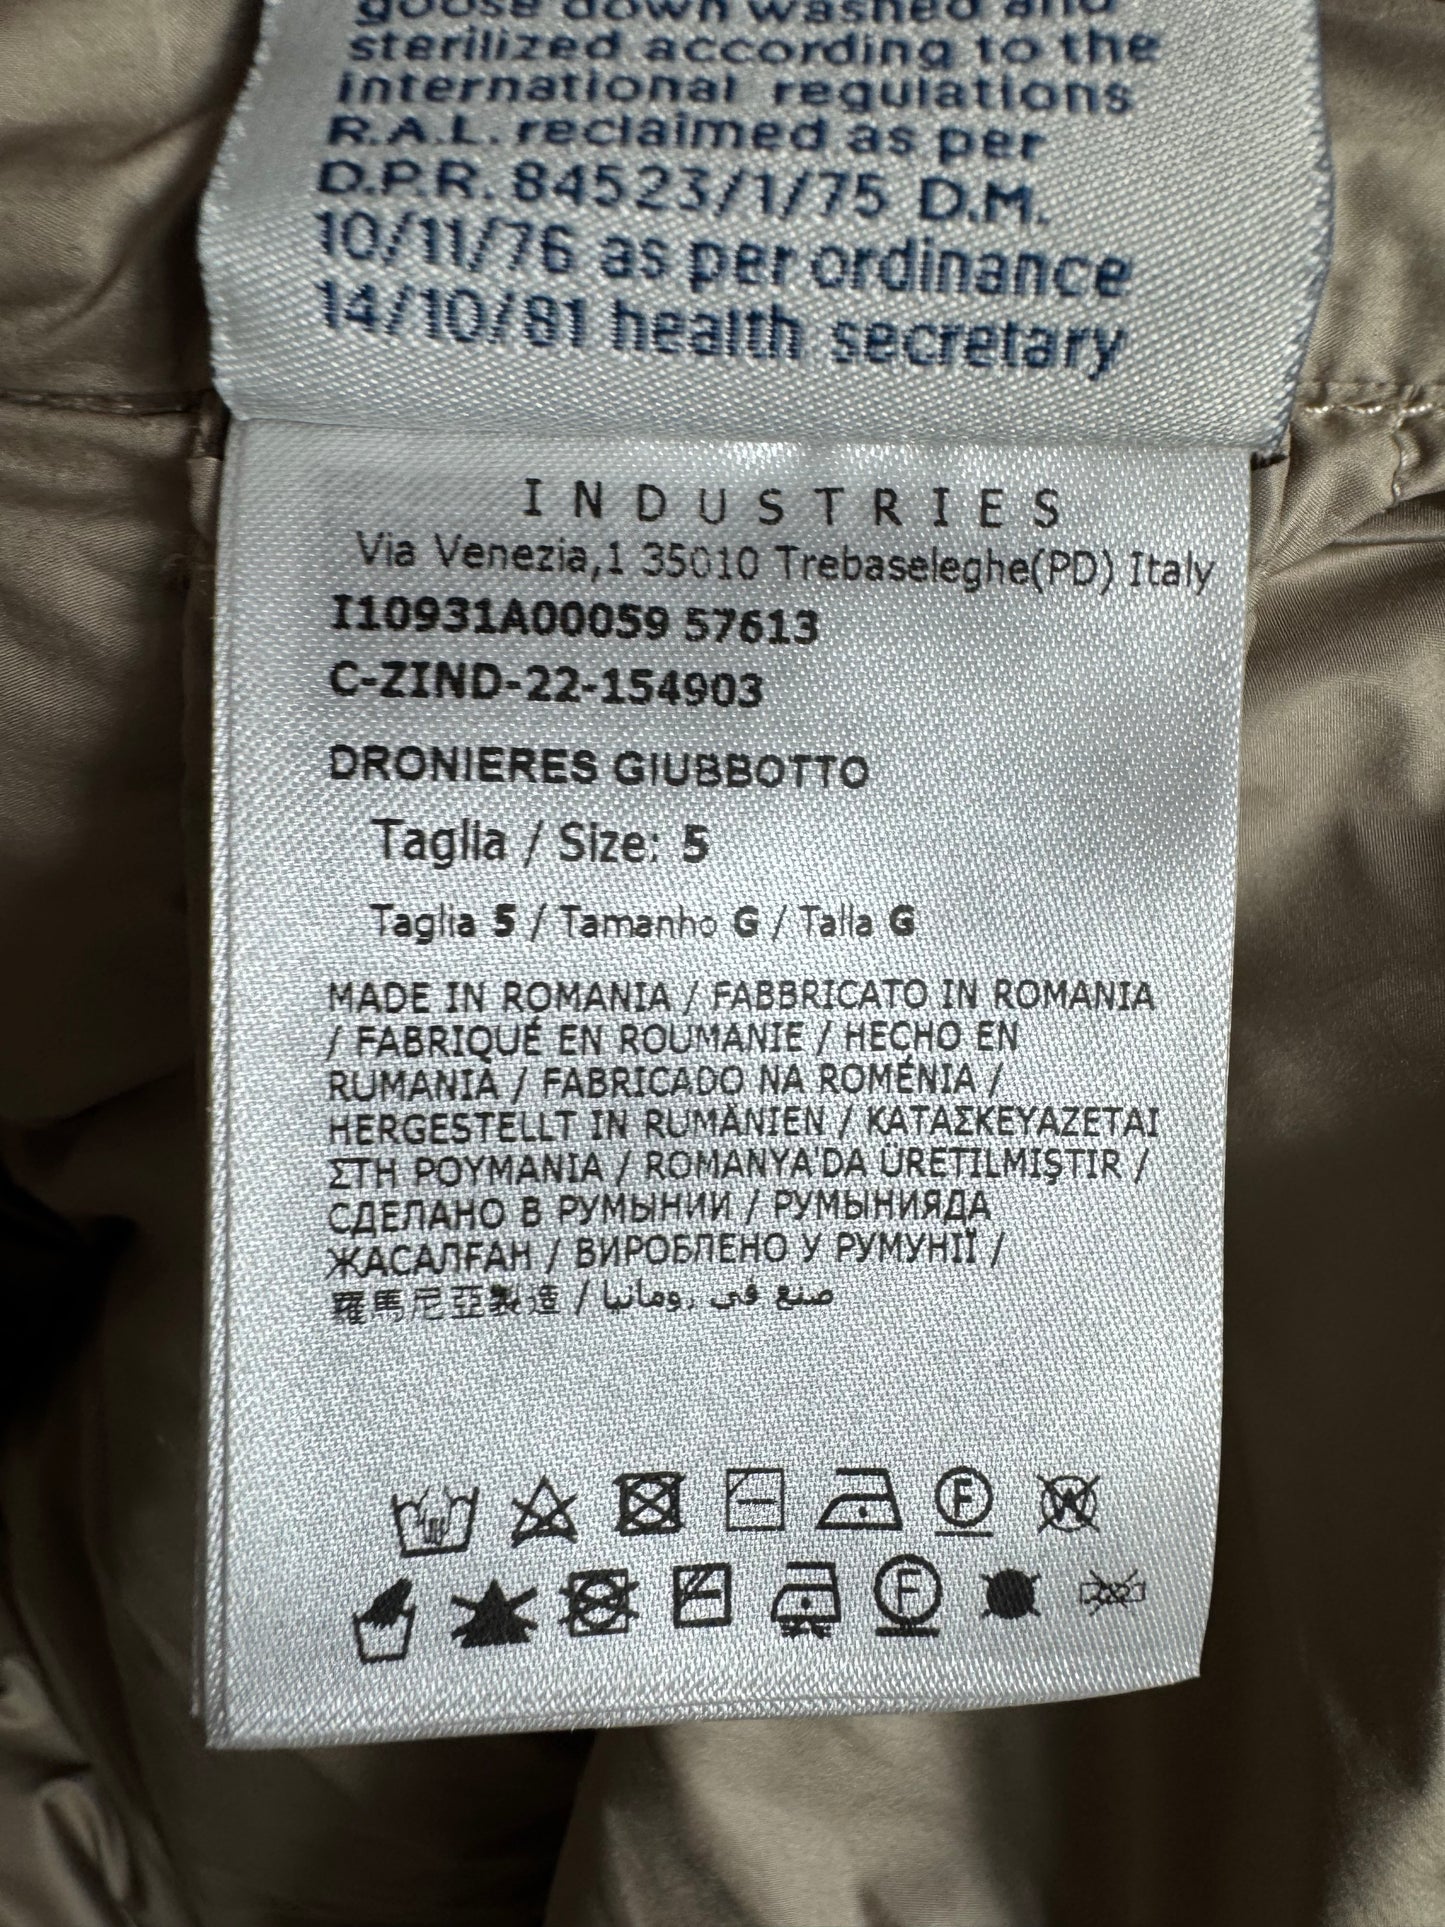 goose down washed and
sterilized according to the
international regulations
R.A.L. reclaimed as per
D.P.R. 84523/1/75 D.M.
10/11/76 as per ordinance
14/10/81 health secretary
INDUSTRIES
Via Venezia,1 35010 Trebaseleghe(PD) Italy
I10931A00059 57613
C-ZIND-22-154903
DRONIERES GIUBBOTTO
Taglia / Size: 5
Taglia 5 / Tamanho G / Talla G
MADE IN ROMANIA / FABBRICATO IN ROMANIA
/ FABRIQUÉ EN ROUMANIE / HECHO EN
RUMANIA / FABRICADO NA ROMÉNIA /
HERGESTELLT IN RUMÄNIEN / ΚΑΤΑΣΚΕΥΑΖΕΤΑΙ
ΣΤΗ ΡΟΥΜΑΝΙΑ / ROMANYA'DA ÜRETILMIŞTIR /
СДЕЛАНО В РУМЫНИИ / РУМЫНИЯДА
ЖАСАЛҒАН / ВИРОБЛЕНО У РУМУНІЇ /
羅馬尼亞製造 / صنع في رومانيا
F W
F